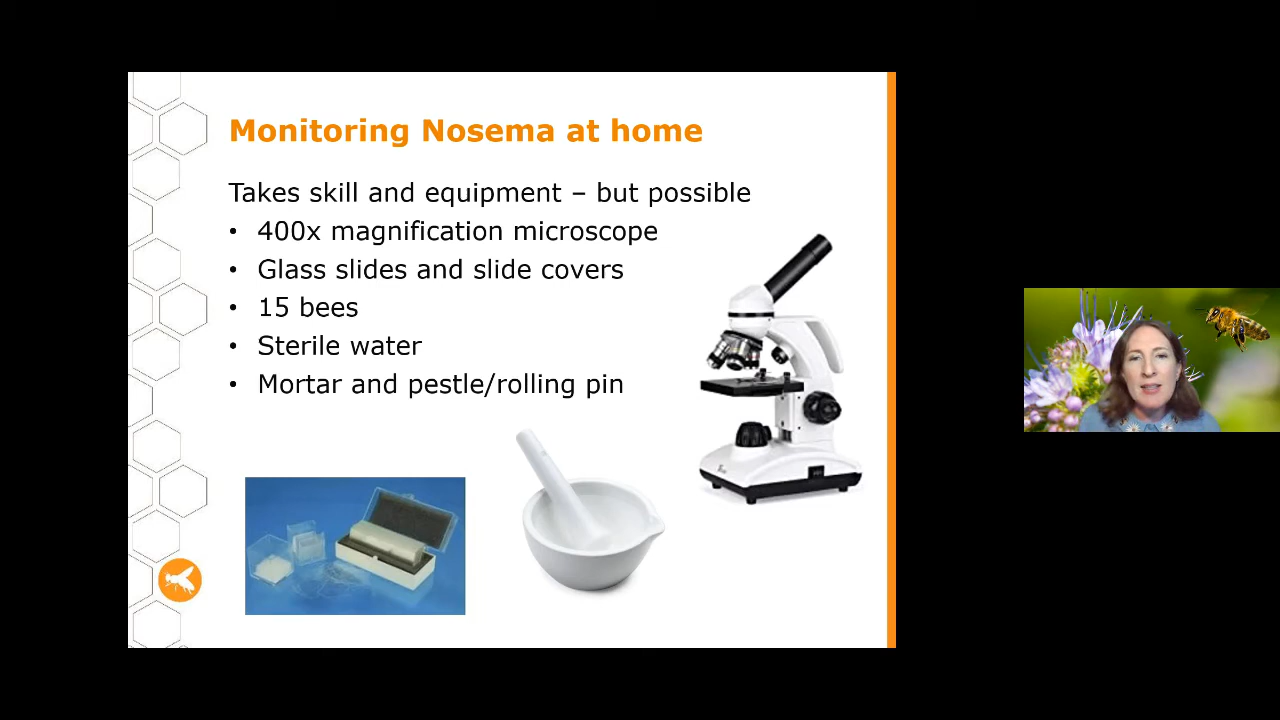 Monitoring Nosema at home
Takes skill and equipment – but possible
• 400x magnification microscope
• Glass slides and slide covers
• 15 bees
• Sterile water
• Mortar and pestle/rolling pin